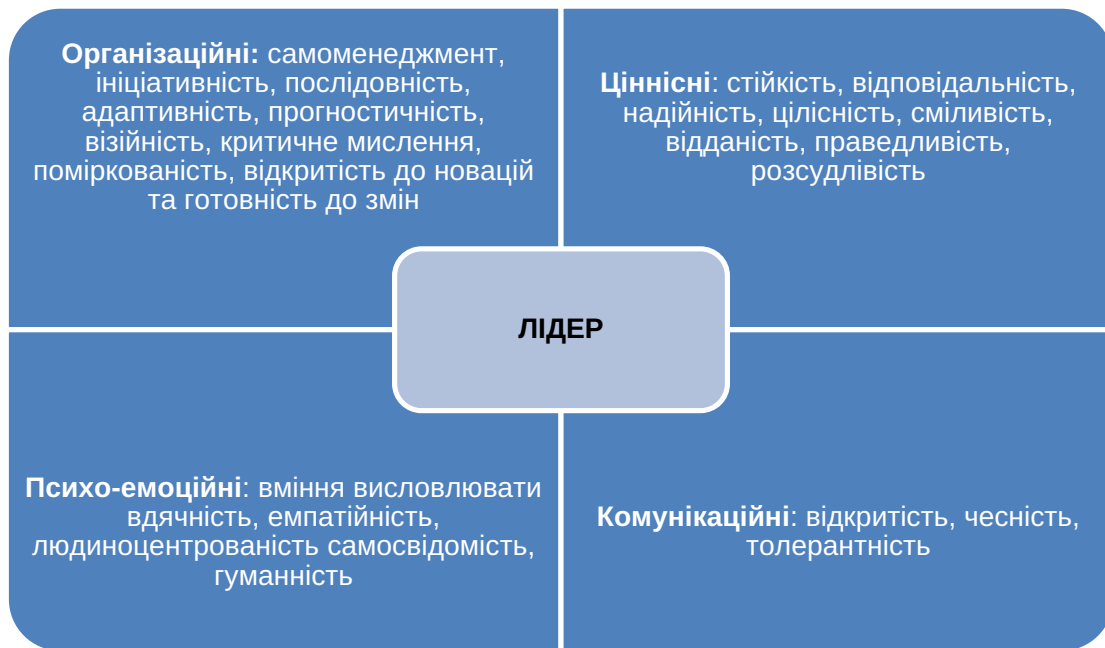 Організаційні: самоменеджмент,
ініціативність, послідовність,
адаптивність, прогностичність,
візійність, критичне мислення,
поміркованість, відкритість до новацій
та готовність до змін
Ціннісні: стійкість, відповідальність,
надійність, цілісність, сміливість,
відданість, праведливість,
розсудлівість
ЛІДЕР
Психо-емоційні: вміння висловлювати
вдячність, емпатійність,
людиноцентрованість самосвідомість,
гуманність
Комунікаційні: відкритість, чесність,
толерантність